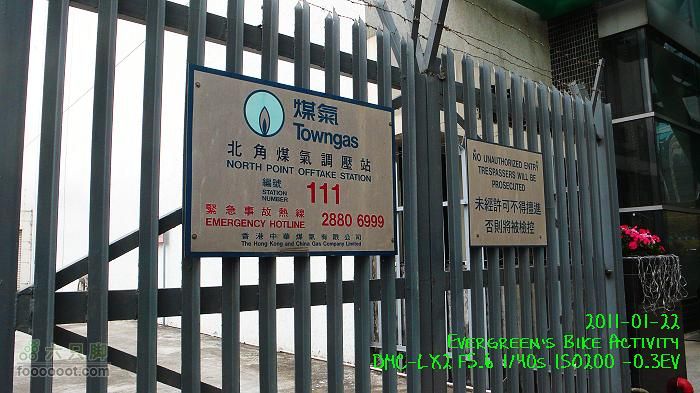 煤氣
Towngas
北角煤氣調壓站
NORTH POINT OFFTAKE STATION
編號
STATION
NUMBER
111
緊急事故熱線
EMERGENCY HOTLINE 2880 6999
香港中華煤氣有限公司
The Hong Kong and China Gas Company Limited
NO UNAUTHORIZED ENTRY
TRESPASSERS WILL BE
PROSECUTED
未經許可不得擅進
否則將被檢控
2011-01-22
Evergreen's Bike Activity
DMC-LX2 F5.6 1/40s ISO200 -0.3EV
六只脚
foooooot.com